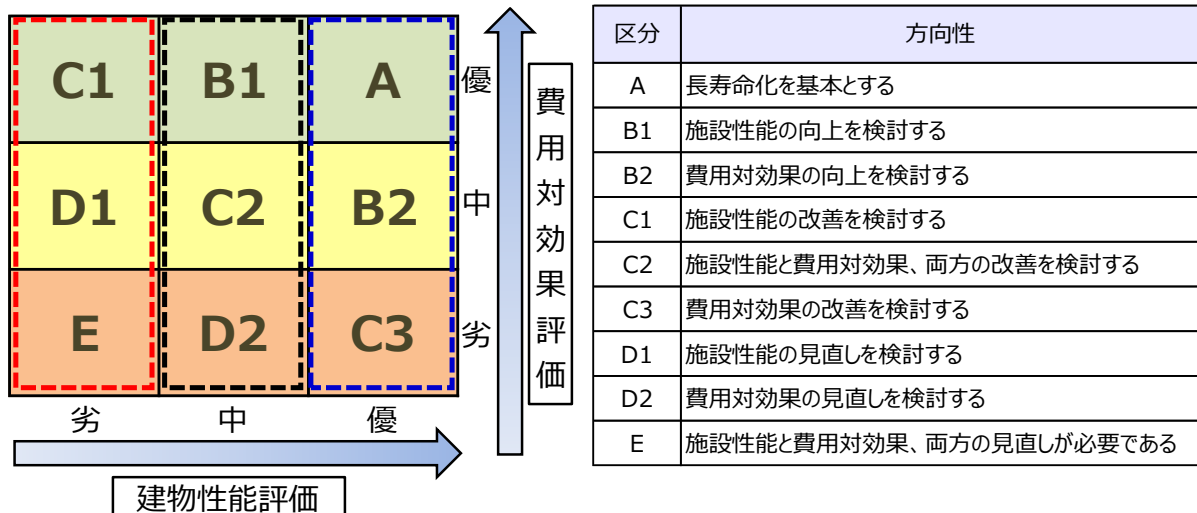 C1 B1 A 優
D1 C2 B2 中
E D2 C3 劣
劣 中 優
建物性能評価
費用対効果評価
区分 方向性
A 長寿命化を基本とする
B1 施設性能の向上を検討する
B2 費用対効果の向上を検討する
C1 施設性能の改善を検討する
C2 施設性能と費用対効果、両方の改善を検討する
C3 費用対効果の改善を検討する
D1 施設性能の見直しを検討する
D2 費用対効果の見直しを検討する
E 施設性能と費用対効果、両方の見直しが必要である